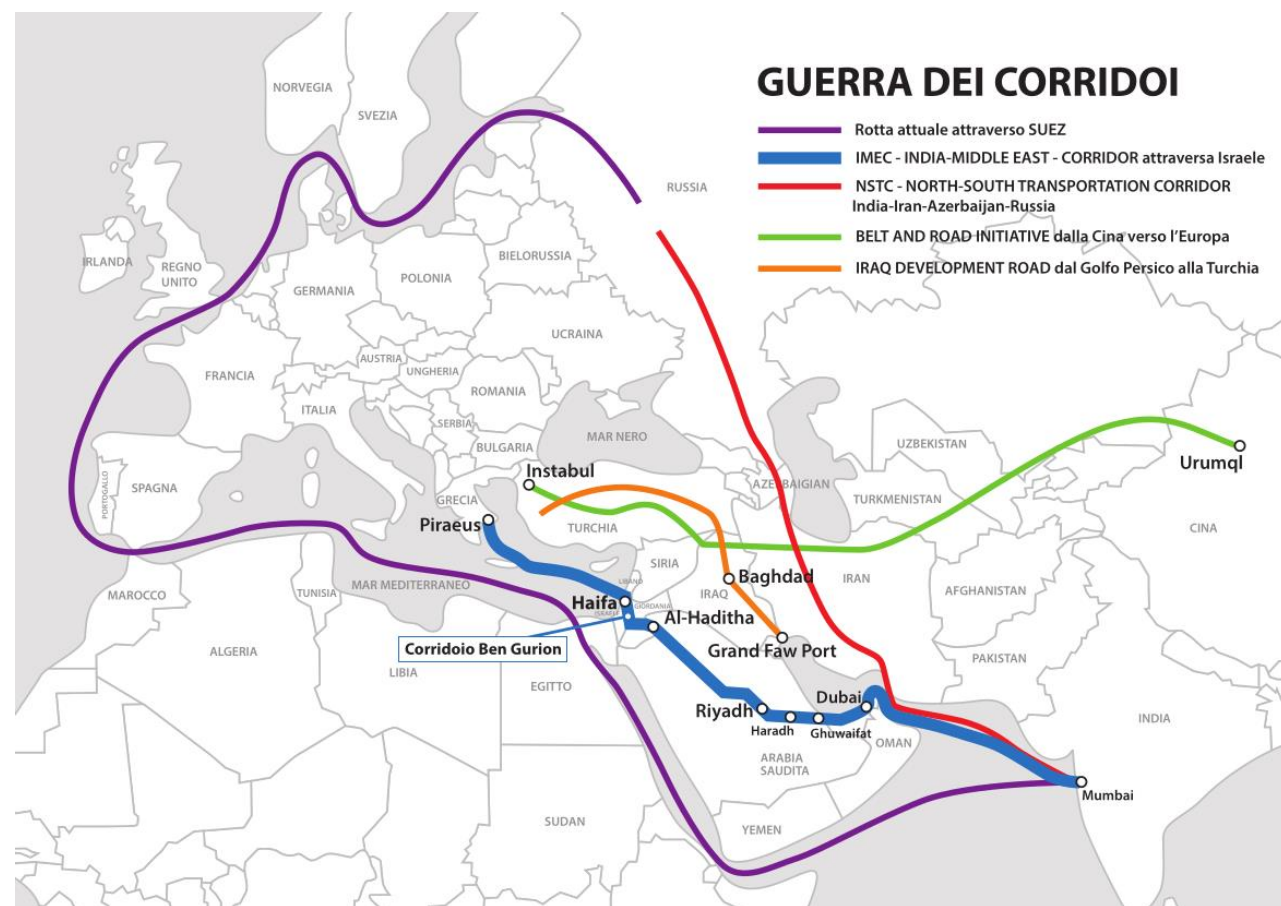 GUERRA DEI CORRIDOI
Rotta attuale attraverso SUEZ
IMEC - INDIA-MIDDLE EAST - CORRIDOR attraversa Israele
NSTC - NORTH-SOUTH TRANSPORTATION CORRIDOR
India-Iran-Azerbaijan-Russia
BELT AND ROAD INITIATIVE dalla Cina verso l'Europa
IRAQ DEVELOPMENT ROAD dal Golfo Persico alla Turchia
NORVEGIA
SVEZIA
RUSSIA
IRLANDA
REGNO
UNITO
BIELORUSSIA
POLONIA
GERMANIA
UCRAINA
AUSTRIA
UNGHERIA
FRANCIA
ROMANIA
ITALIA
SERBIA
BULGARIA
MAR NERO
UZBEKISTAN
Urumql
Instabul
AZERBAIGIAN
TURKMENISTAN
PORTOGALLO
SPAGNA
GRECIA
Piraeus
TURCHIA
CINA
SIRIA
LIBANO
Baghdad
IRAN
AFGHANISTAN
MAR MEDITERRANEO
MAROCCO
TUNISIA
IRAQ
Haifa
ISRAELE
GIORDANIA
Al-Haditha
Corridoio Ben Gurion
Grand Faw Port
ALGERIA
LIBIA
EGITTO
PAKISTAN
Dubai
Riyadh
Haradh
Ghuwaifat
OMAN
INDIA
ARABIA
SAUDITA
Mumbai
SUDAN
YEMEN